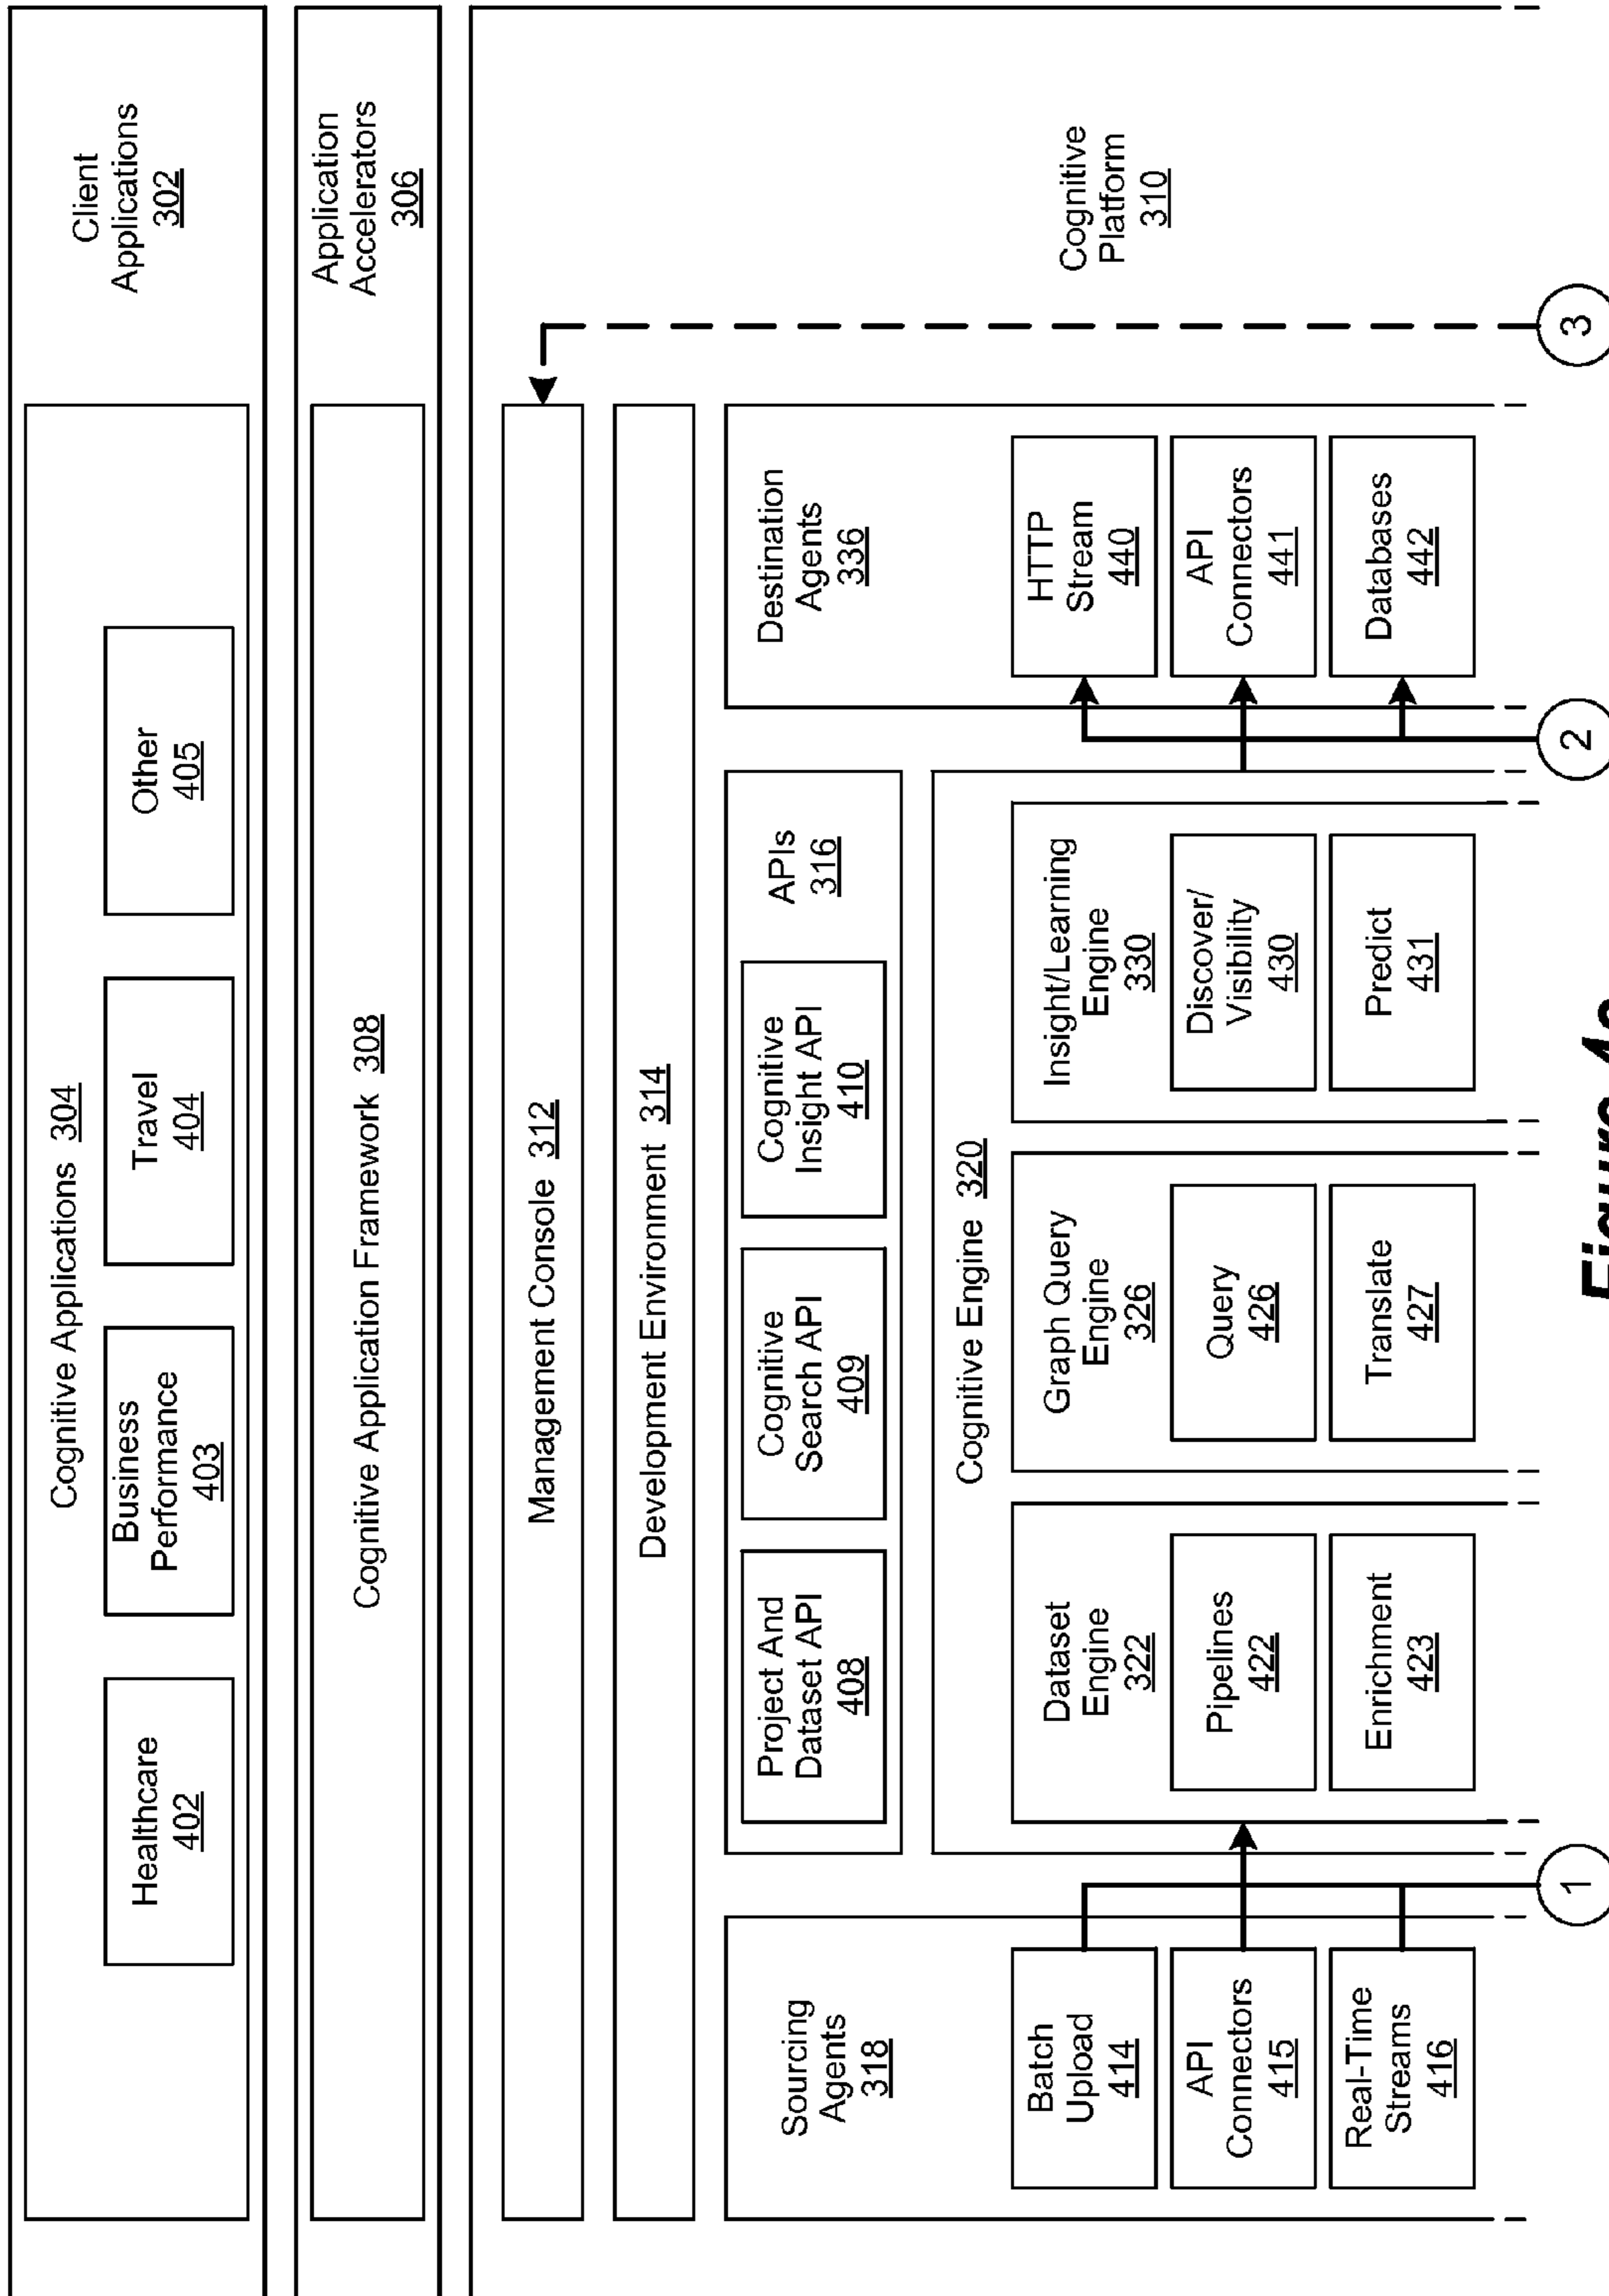 Cognitive Applications 304
Client
Applications
302
Healthcare
402
Business
Performance
403
Travel
404
Other
405
Cognitive Application Framework 308
Application
Accelerators
306
Management Console 312
Development Environment 314
Cognitive
Platform
310
Sourcing
Agents
318
Batch
Upload
414
API
Connectors
415
Real-Time
Streams
416
Project And
Dataset API
408
Cognitive
Search API
409
Cognitive
Insight API
410
APIs
316
Cognitive Engine 320
Dataset
Engine
322
Pipelines
422
Enrichment
423
Graph Query
Engine
326
Query
426
Translate
427
Insight/Learning
Engine
330
Discover/
Visibility
430
Predict
431
Destination
Agents
336
HTTP
Stream
440
API
Connectors
441
Databases
442
1
2
3